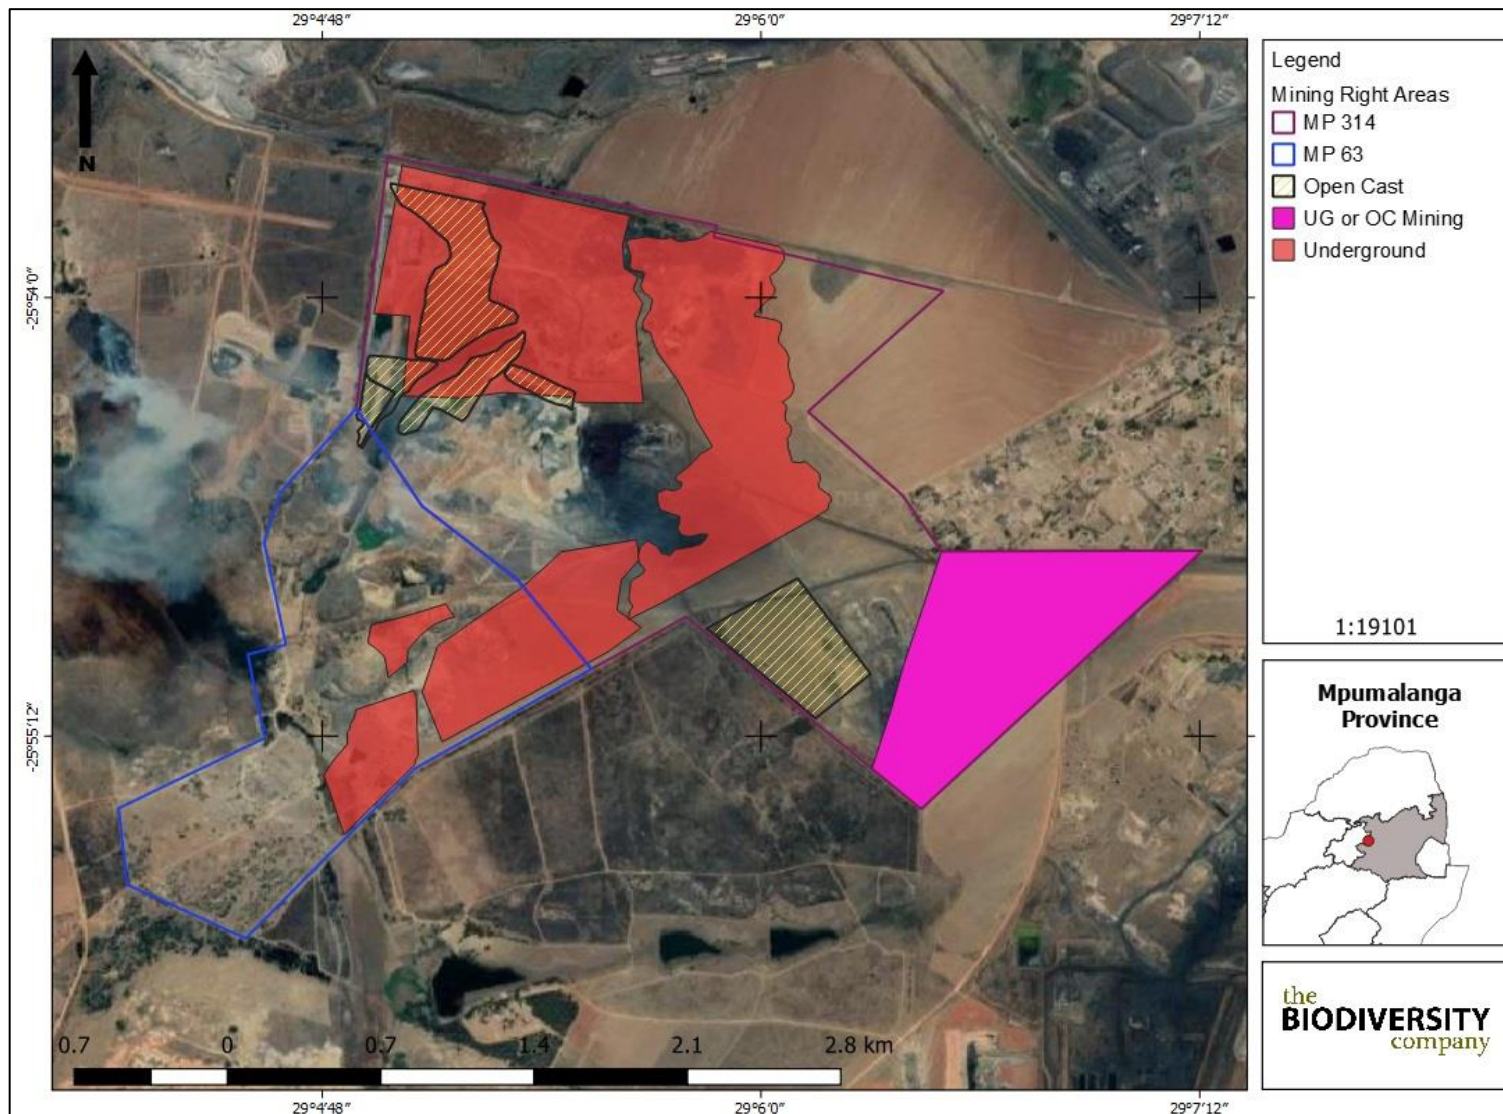 29°4′48″ 29°6′0″ 29°7′12″
N
-25°54′0″
-25°55′12″
0.7 0 0.7 1.4 2.1 2.8 km
29°4′48″ 29°6′0″ 29°7′12″
Legend
Mining Right Areas
MP 314
MP 63
Open Cast
UG or OC Mining
Underground
1:19101
Mpumalanga
Province
the
BIODIVERSITY
company